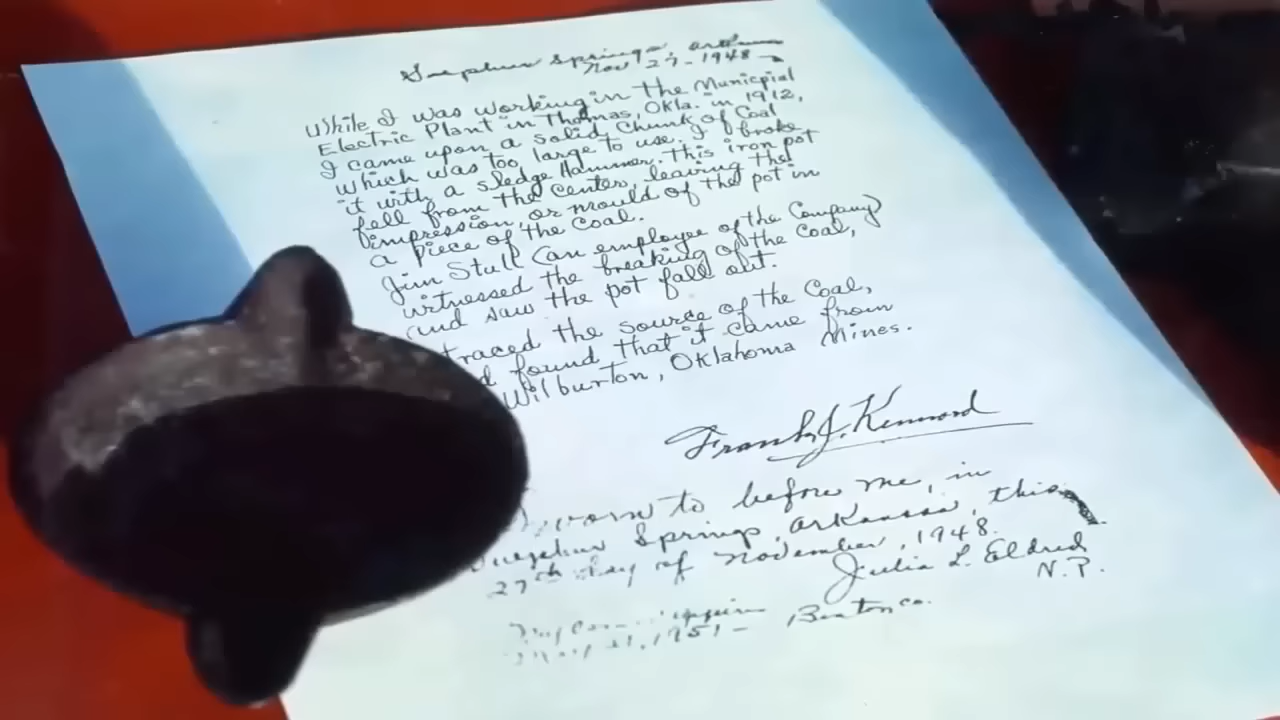 Springs, Arkansas
Nov 27 - 1948
While I was working in the Municpial
Electric Plant in Thomas, Okla. in 1912,
I came upon a solid chunk of Coal
which was too large to use. I broke
it with a sledge Hammer. This iron pot
fell from the center, leaving the
impression, or mould of the pot in
a piece of the coal.
Jim Stull (an employee of the Company)
witnessed the breaking of the coal,
and saw the pot fall out.
traced the source of the Coal,
found that it came from
Wilburton, Oklahoma Mines.
Frank J. Kennard
to before me, in
Springs, Arkansas, this
27th day of November, 1948.
Julia L. Eldred
N.P.
Benton Co.
1951 -